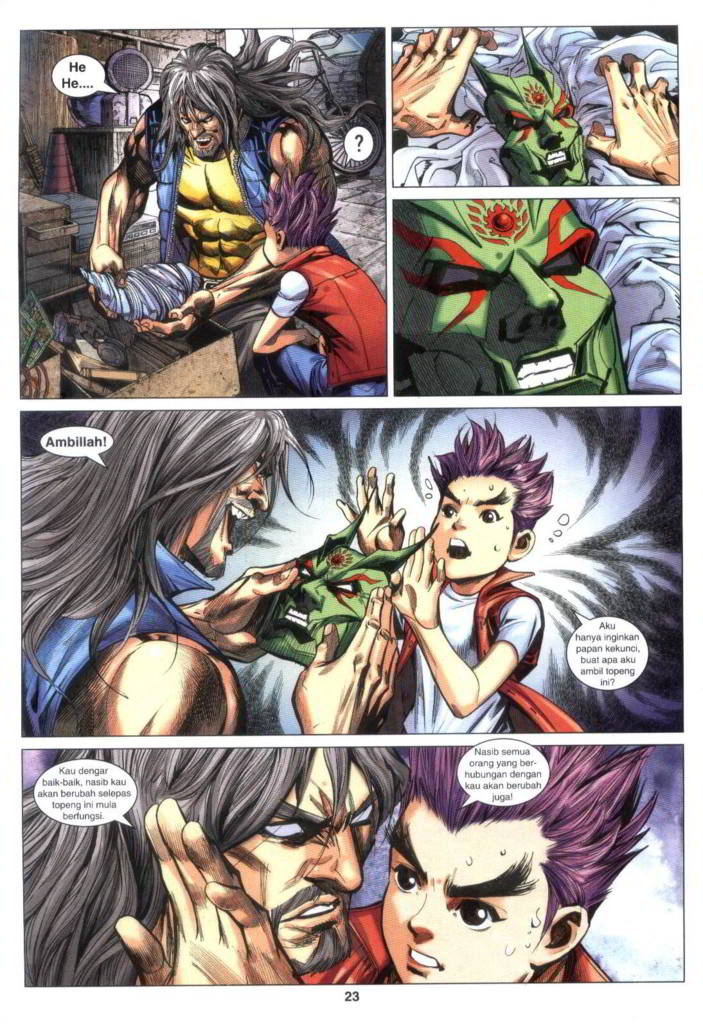 He
He....
?
Ambillah!
Aku
hanya inginkan
papan kekunci,
buat apa aku
ambil topeng
ini?
Kau dengar
baik-baik, nasib kau
akan berubah selepas
topeng ini mula
berfungsi.
Nasib semua
orang yang ber-
hubungan dengan
kau akan berubah
juga!
23